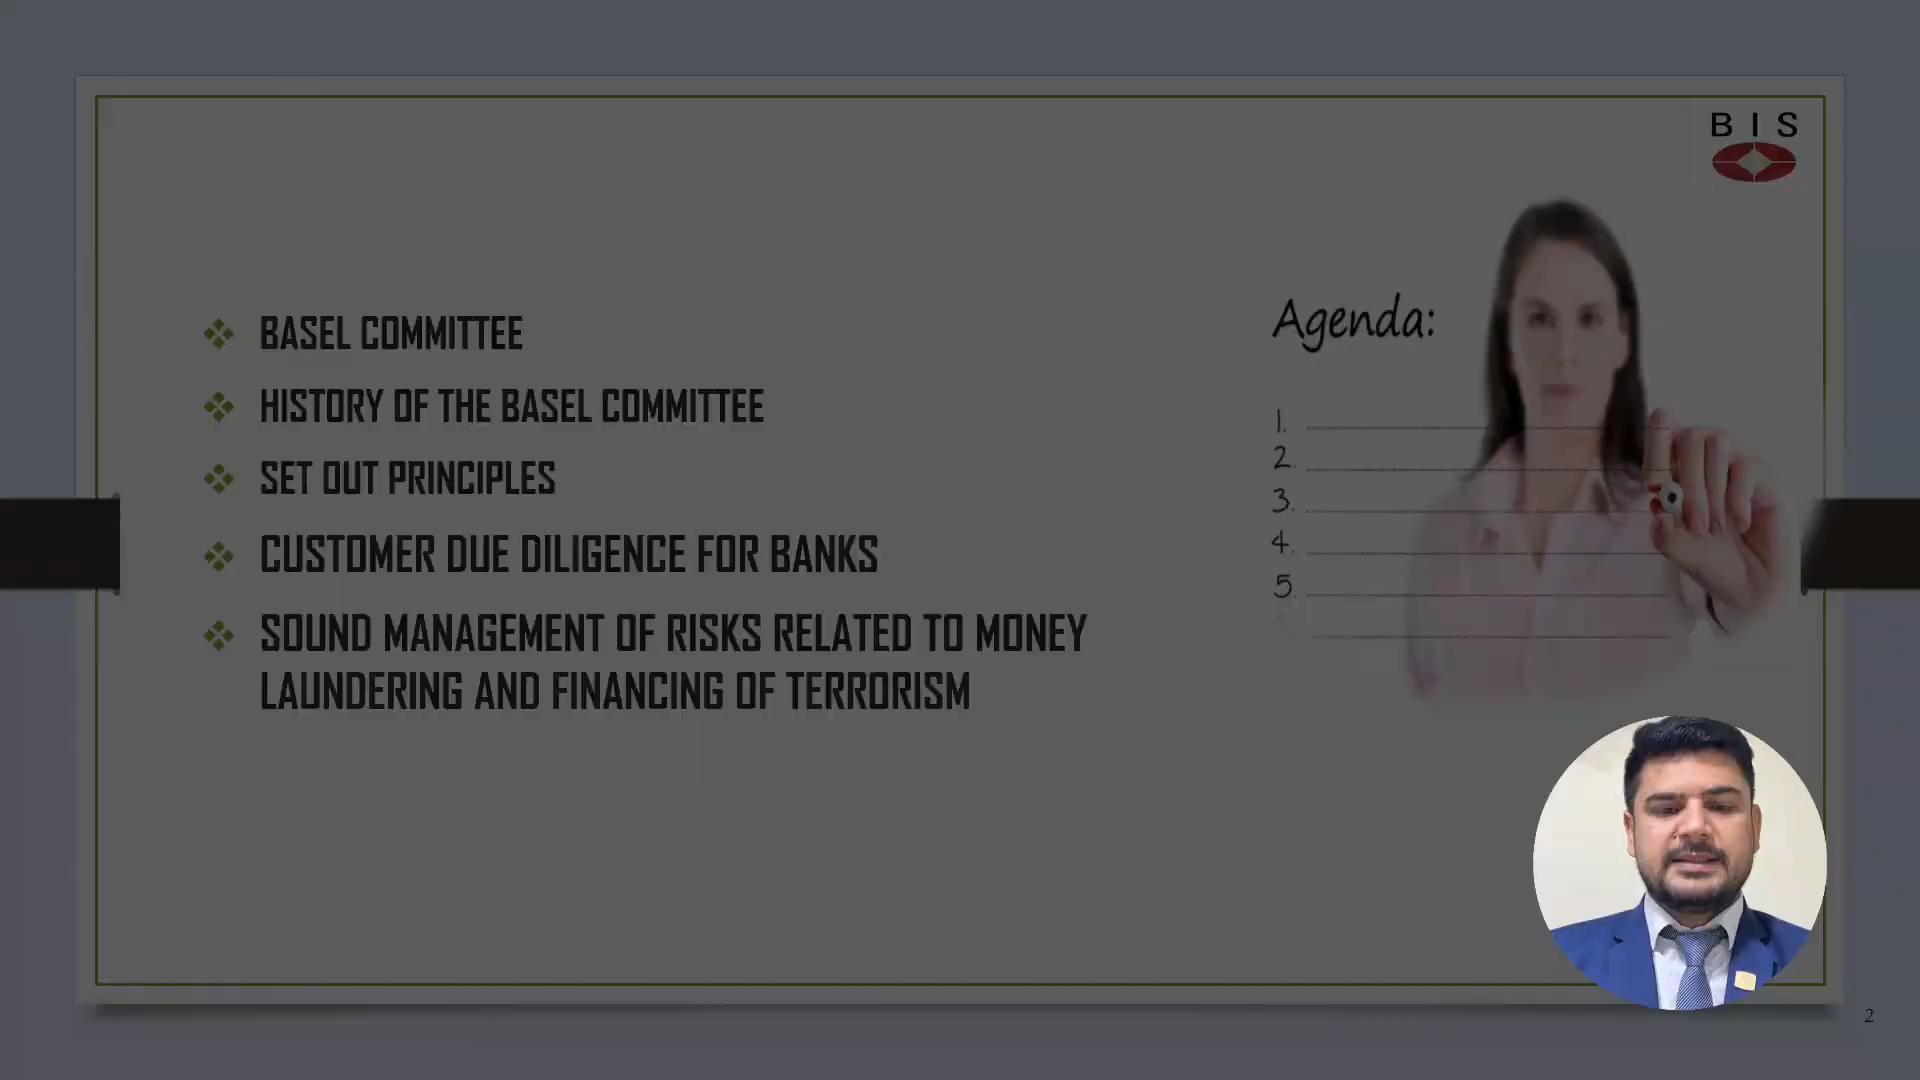 B I S
BASEL COMMITTEE
HISTORY OF THE BASEL COMMITTEE
SET OUT PRINCIPLES
CUSTOMER DUE DILIGENCE FOR BANKS
SOUND MANAGEMENT OF RISKS RELATED TO MONEY
LAUNDERING AND FINANCING OF TERRORISM
Agenda:
1.
2.
3.
4.
5.
2